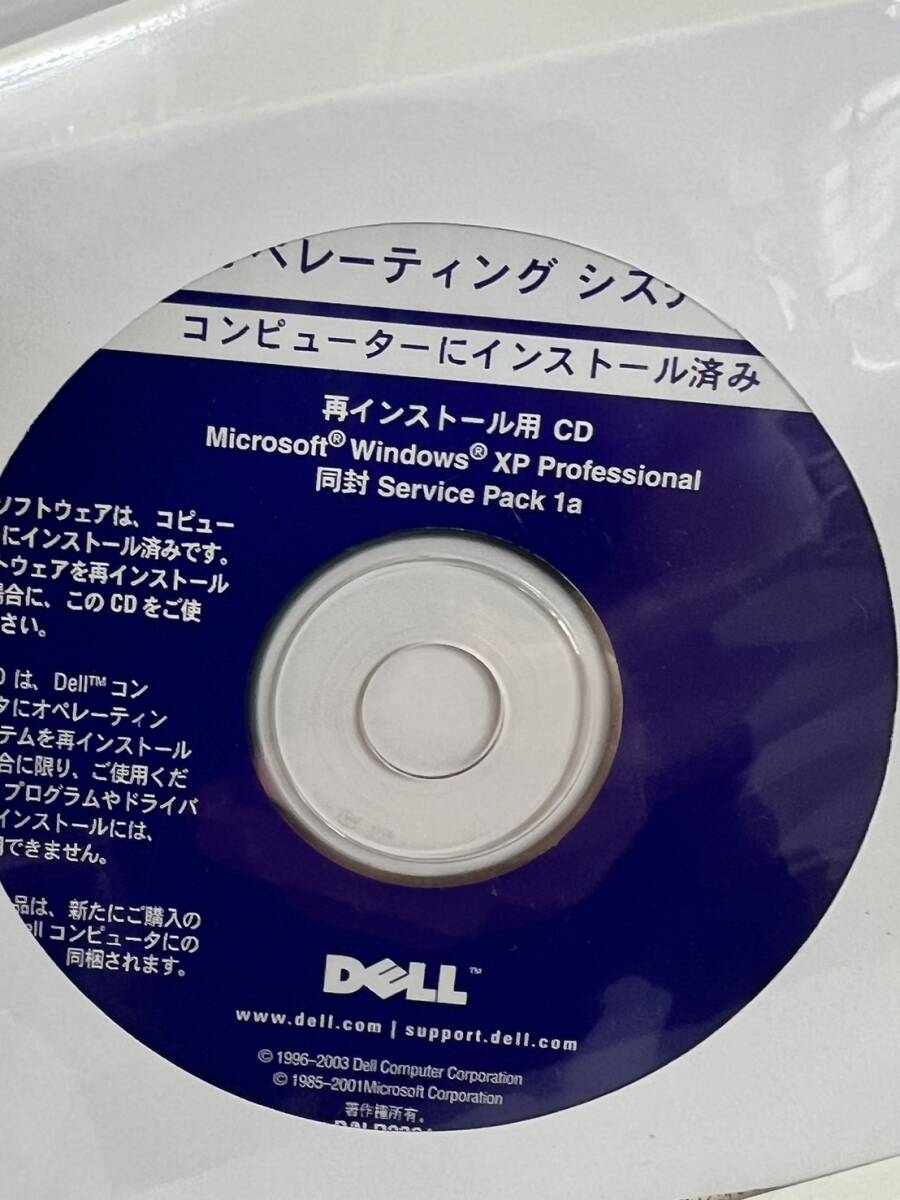 ペレーティング システ
コンピューターにインストール済み
再インストール用 CD
Microsoft® Windows® XP Professional
同封 Service Pack 1a
ソフトウェアは、コピュー
にインストール済みです。
トウェアを再インストール
場合に、この CD をご使
さい。
は、Dell™ コン
タにオペレーティン
テムを再インストール
合に限り、ご使用くだ
プログラムやドライバ
インストールには、
用できません。
品は、新たにご購入の
ell コンピュータにの
同梱されます。
DELL™
www.dell.com | support.dell.com
© 1996–2003 Dell Computer Corporation
© 1985–2001Microsoft Corporation
著作権所有。